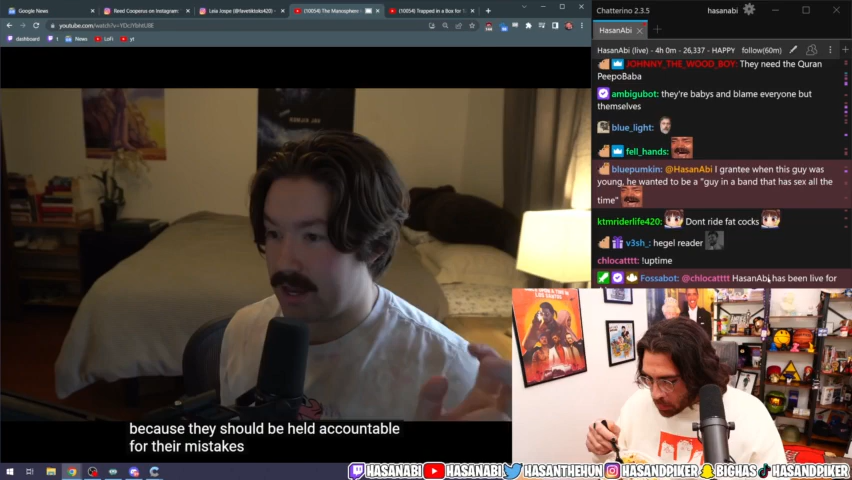 Google News
Reed Cooperus on Instagram:
Leia Jospe (@favetiktoks420)
(10054) The Manosphere
(10054) Trapped in a Box for
youtube.com/watch?v=
dashboard
t
News
LoFi
yt
Chatterino 2.3.5
hasanabi
HasanAbi
HasanAbi (live) - 4h 0m - 26,337 - HAPPY
follow(60m)
JOHNNY_THE_WOOD_BOY: They need the Quran
PeepoBaba
ambigubot: they're babys and blame everyone but
themselves
blue_light:
fell_hands:
bluepumkin: @HasanAbi I grantee when this guy was
young, he wanted to be a "guy in a band that has sex all the
time"
ktmriderlife420: Dont ride fat cocks
v3sh_: hegel reader
chlocatttt: !uptime
Fossabot: @chlocatttt HasanAbi has been live for
because they should be held accountable
for their mistakes
HASANABI
HASANABI
HASANTHEHUN
HASANDPIKER
BIGHAS
HASANDPIKER